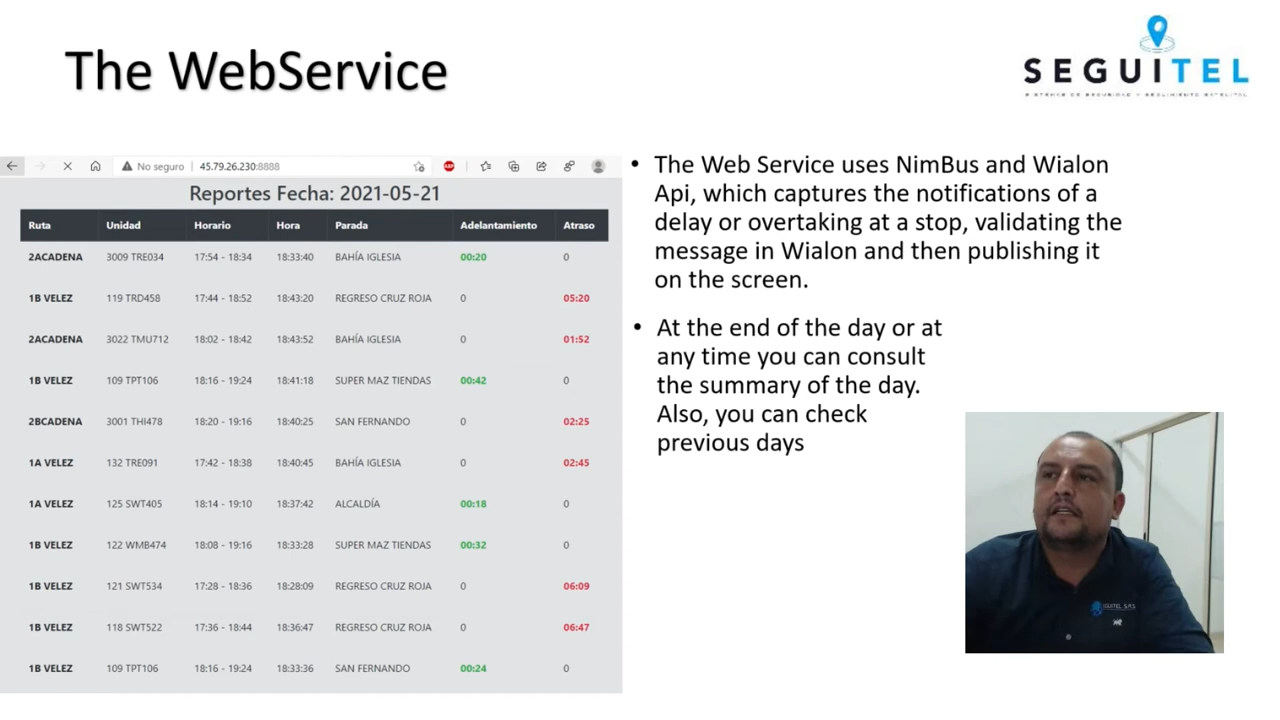 The WebService
SEGUITEL
No seguro | 45.79.26.230:8888
Reportes Fecha: 2021-05-21
Ruta Unidad Horario Hora Parada Adelantamiento Atraso
2ACADENA 3009 TRE034 17:54 - 18:34 18:33:40 BAHÍA IGLESIA 00:20 0
1B VELEZ 119 TRD458 17:44 - 18:52 18:43:20 REGRESO CRUZ ROJA 0 05:20
2ACADENA 3022 TMU712 18:02 - 18:42 18:43:52 BAHÍA IGLESIA 0 01:52
1B VELEZ 109 TPT106 18:16 - 19:24 18:41:18 SUPER MAZ TIENDAS 00:42 0
2BCADENA 3001 THI478 18:20 - 19:16 18:40:25 SAN FERNANDO 0 02:25
1A VELEZ 132 TRE091 17:42 - 18:38 18:40:45 BAHÍA IGLESIA 0 02:45
1A VELEZ 125 SWT405 18:14 - 19:10 18:37:42 ALCALDÍA 00:18 0
1B VELEZ 122 WMB474 18:08 - 19:16 18:33:28 SUPER MAZ TIENDAS 00:32 0
1B VELEZ 121 SWT534 17:28 - 18:36 18:28:09 REGRESO CRUZ ROJA 0 06:09
1B VELEZ 118 SWT522 17:36 - 18:44 18:36:47 REGRESO CRUZ ROJA 0 06:47
1B VELEZ 109 TPT106 18:16 - 19:24 18:33:36 SAN FERNANDO 00:24 0
• The Web Service uses NimBus and Wialon
Api, which captures the notifications of a
delay or overtaking at a stop, validating the
message in Wialon and then publishing it
on the screen.
• At the end of the day or at
any time you can consult
the summary of the day.
Also, you can check
previous days